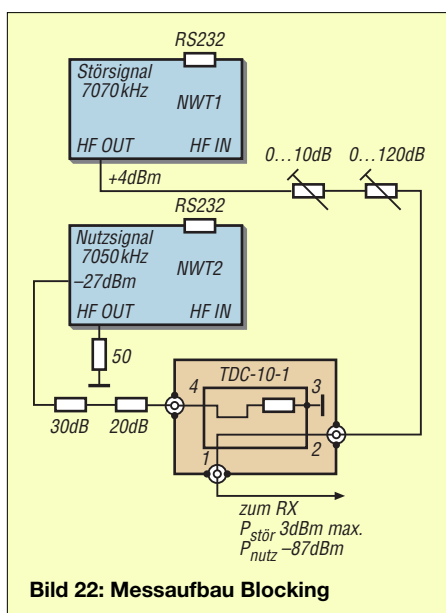 RS232
Störsignal
7070 kHz
NWT1
HF OUT
HF IN
+4dBm
0...10dB
0...120dB
RS232
Nutzsignal
7050 kHz
–27dBm
NWT2
HF OUT
HF IN
50
30dB
20dB
TDC-10-1
4
3
1
2
zum RX
Pstör 3dBm max.
Pnutz –87dBm
Bild 22: Messaufbau Blocking